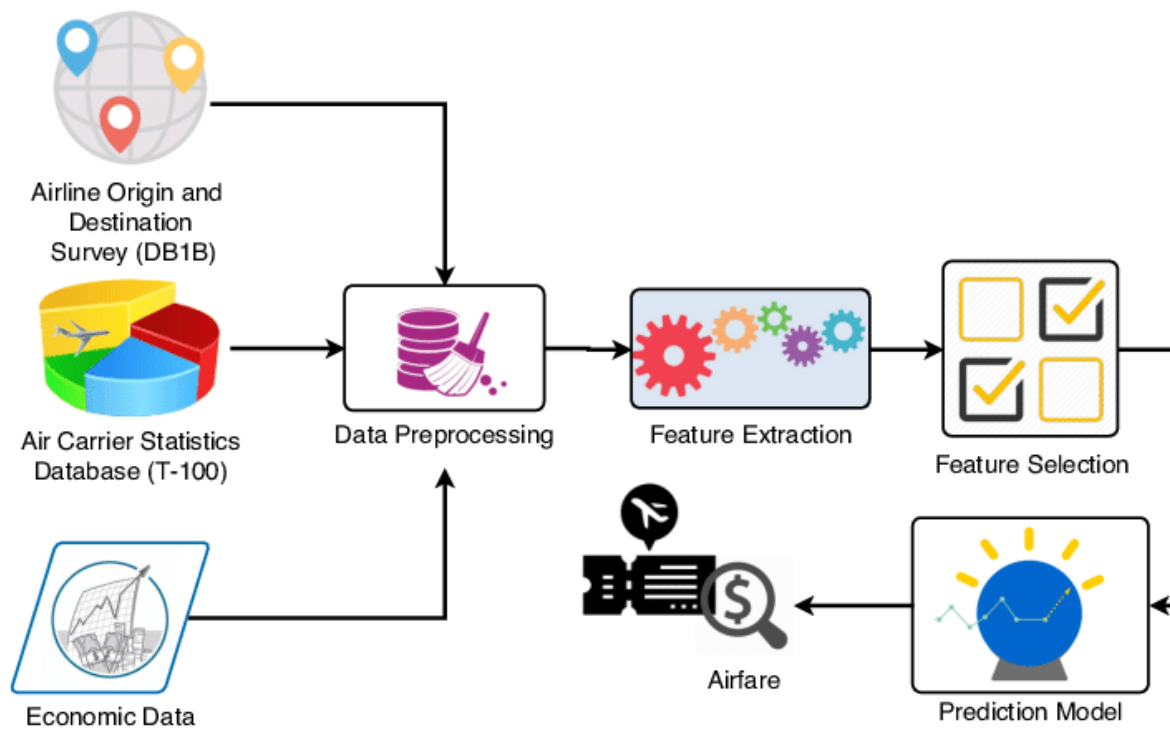 Airline Origin and
Destination
Survey (DB1B)
Air Carrier Statistics
Database (T-100)
Economic Data
Data Preprocessing
Feature Extraction
Feature Selection
Prediction Model
Airfare
$